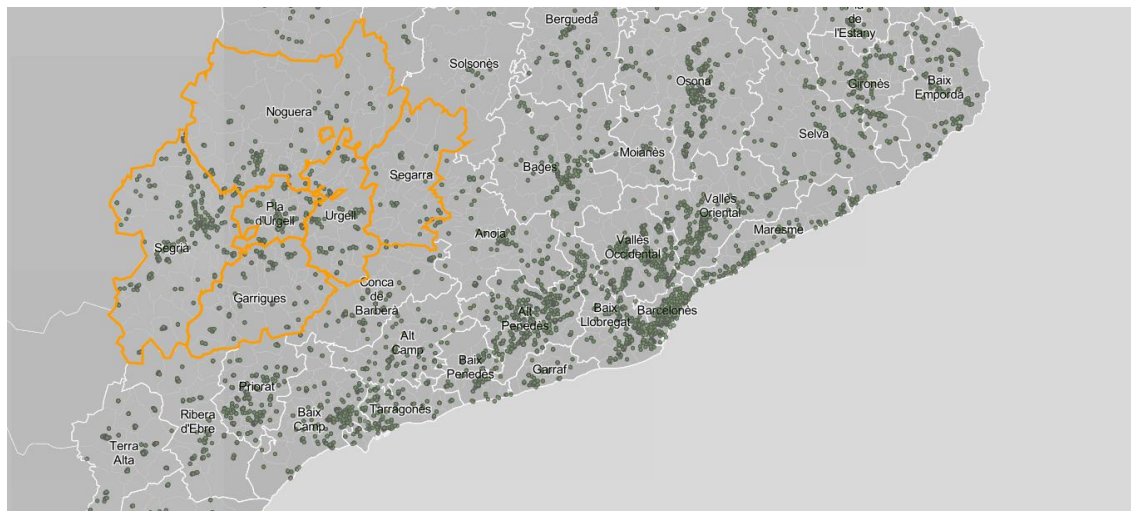 Berguedà
Pla
de
l'Estany
Solsonès
Osona
Gironès
Baix
Empordà
Noguera
Selva
Moianès
Bages
Segarra
Pla
d'Urgell
Urgell
Vallès
Oriental
Maresme
Anoia
Vallès
Occidental
Segrià
Conca
de
Barberà
Garrigues
Alt
Penedès
Baix
Llobregat
Barcelonès
Alt
Camp
Baix
Penedès
Garraf
Priorat
Ribera
d'Ebre
Baix
Camp
Tarragonès
Terra
Alta